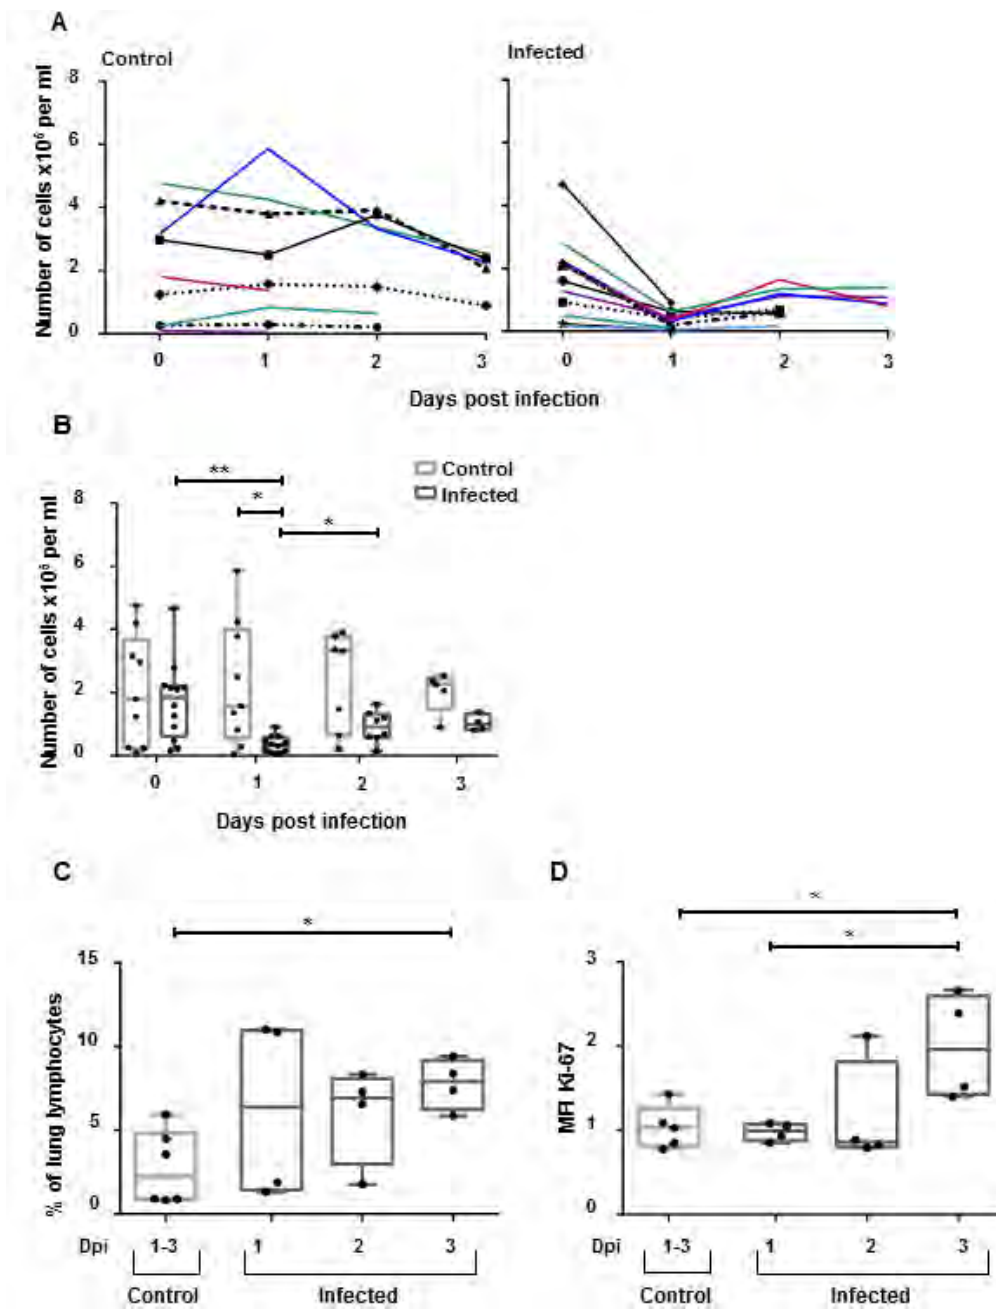 A
Control
Infected
Number of cells x10⁶ per ml
8
6
4
2
0
0 1 2 3
0 1 2 3
Days post infection
B
Control
Infected
**
*
*
Number of cells x10⁶ per ml
8
6
4
2
0
0 1 2 3
Days post infection
C
*
% of lung lymphocytes
15
10
5
0
Dpi 1-3 1 2 3
Control Infected
D
*
*
MFI Ki-67
3
2
1
0
Dpi 1-3 1 2 3
Control Infected